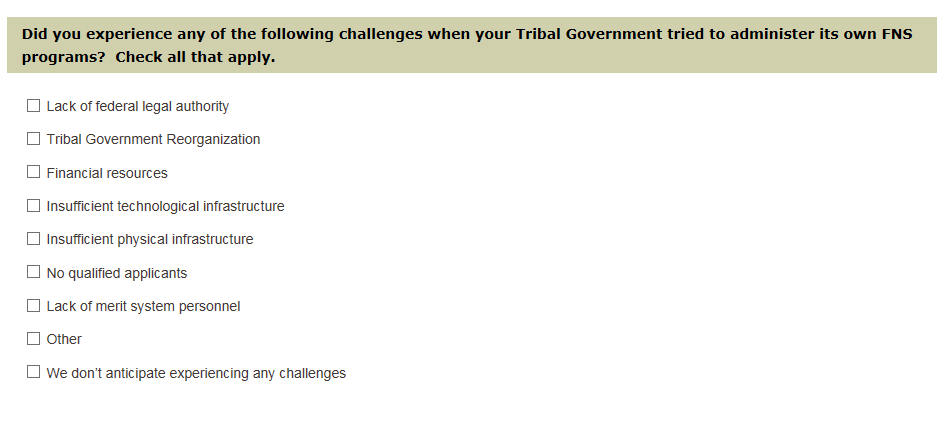 Did you experience any of the following challenges when your Tribal Government tried to administer its own FNS
programs?  Check all that apply.
Lack of federal legal authority
Tribal Government Reorganization
Financial resources
Insufficient technological infrastructure
Insufficient physical infrastructure
No qualified applicants
Lack of merit system personnel
Other
We don’t anticipate experiencing any challenges